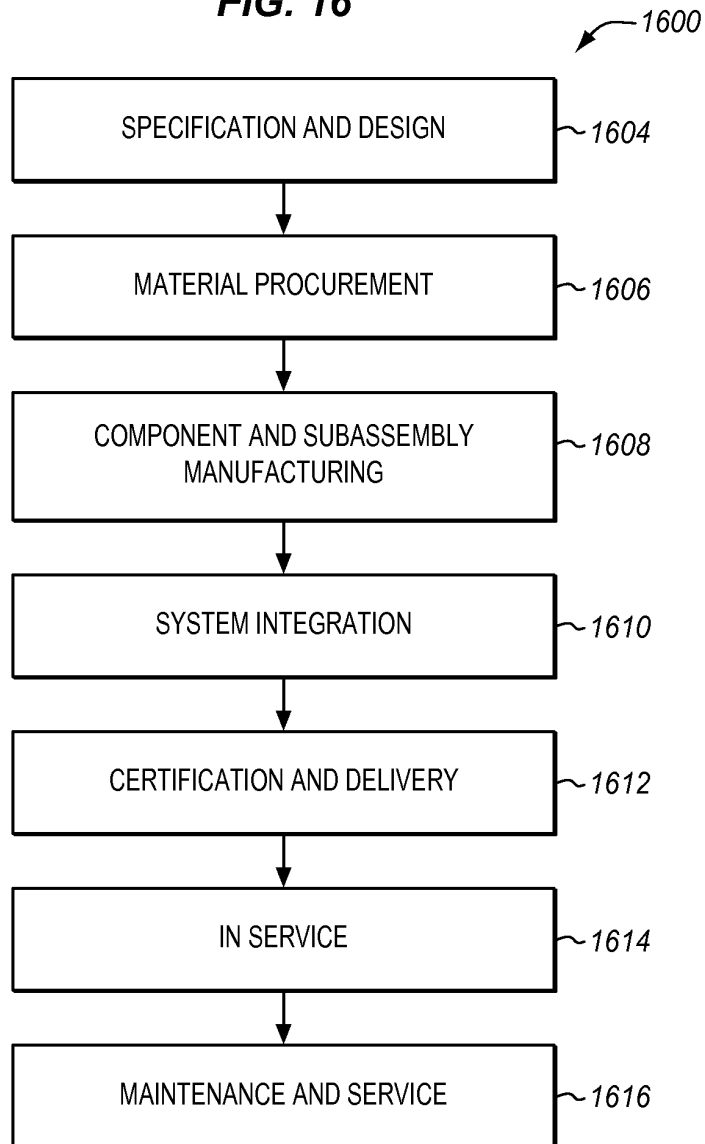 FIG. 16
1600
SPECIFICATION AND DESIGN
1604
MATERIAL PROCUREMENT
1606
COMPONENT AND SUBASSEMBLY
MANUFACTURING
1608
SYSTEM INTEGRATION
1610
CERTIFICATION AND DELIVERY
1612
IN SERVICE
1614
MAINTENANCE AND SERVICE
1616